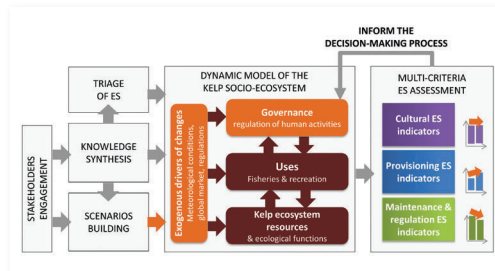 INFORM THE
DECISION-MAKING PROCESS
STAKEHOLDERS
ENGAGEMENT
TRIAGE
OF ES
KNOWLEDGE
SYNTHESIS
SCENARIOS
BUILDING
DYNAMIC MODEL OF THE
KELP SOCIO-ECOSYSTEM
Exogenous drivers of changes
Meteorological conditions,
global market, regulations
Governance
regulation of human activities
Uses
Fisheries & recreation
Kelp ecosystem
resources
& ecological functions
MULTI-CRITERIA
ES ASSESSMENT
Cultural ES
indicators
Provisioning ES
indicators
Maintenance &
regulation ES
indicators